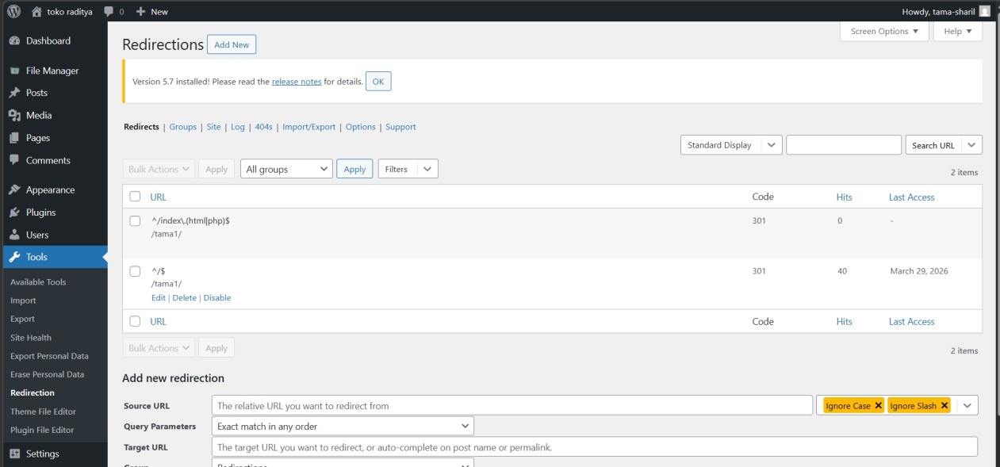 toko raditya 0 New Howdy, tama-sharil
Screen Options Help
Dashboard
File Manager
Posts
Media
Pages
Comments
Appearance
Plugins
Users
Tools
Available Tools
Import
Export
Site Health
Export Personal Data
Erase Personal Data
Redirection
Theme File Editor
Plugin File Editor
Settings
Redirections Add New
Version 5.7 installed! Please read the release notes for details. OK
Redirects | Groups | Site | Log | 404s | Import/Export | Options | Support
Standard Display Search URL
Bulk Actions Apply All groups Apply Filters
2 items
URL Code Hits Last Access
^/index\.(html|php)$ 301 0 -
/tama1/
^/$ 301 40 March 29, 2026
/tama1/
Edit | Delete | Disable
URL Code Hits Last Access
Bulk Actions Apply
2 items
Add new redirection
Source URL The relative URL you want to redirect from Ignore Case ✕ Ignore Slash ✕
Query Parameters Exact match in any order
Target URL The target URL you want to redirect, or auto-complete on post name or permalink.
Group Redirections